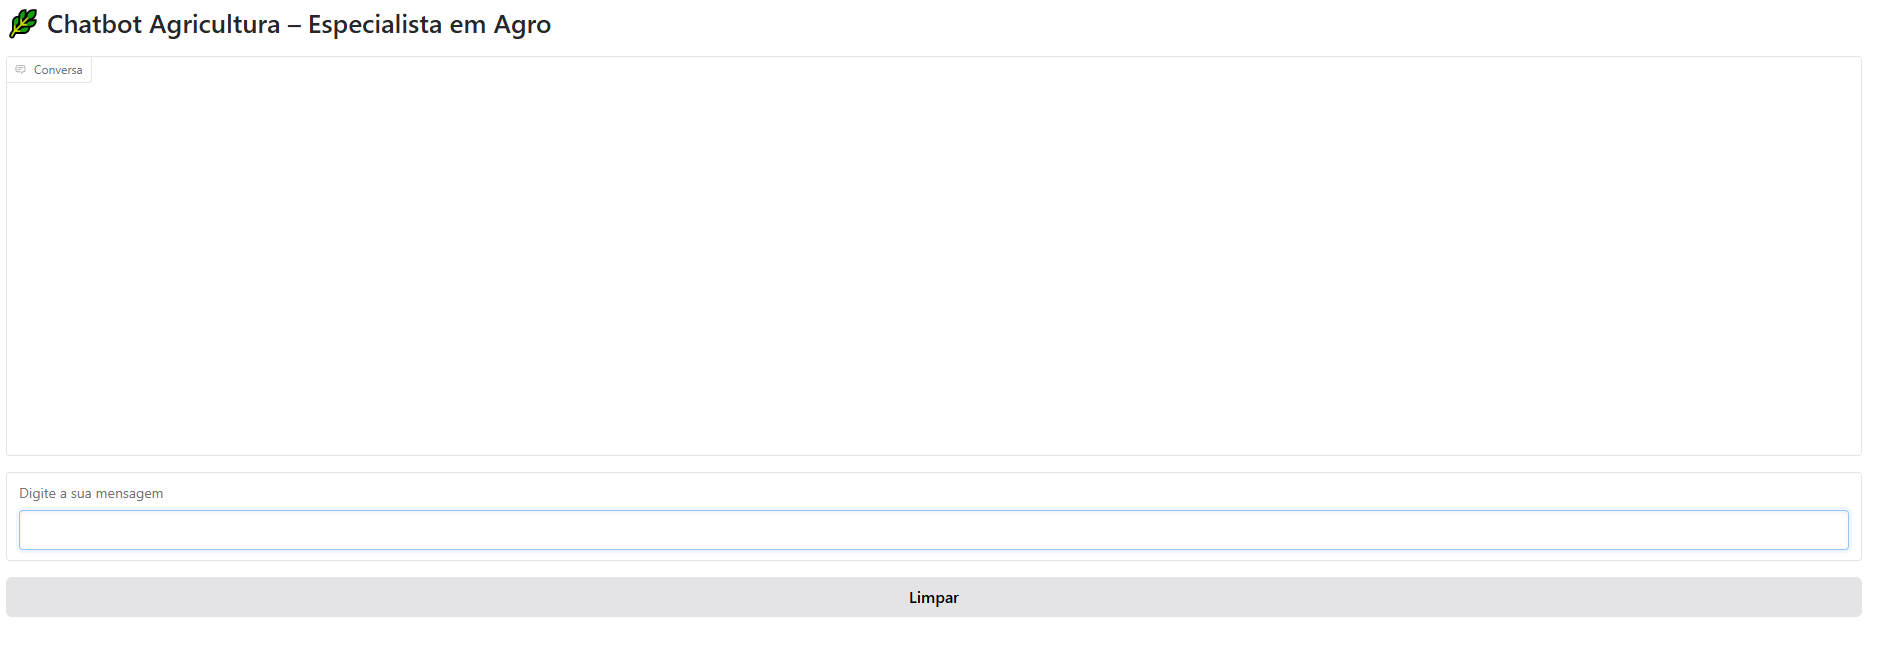 Chatbot Agricultura – Especialista em Agro
Conversa
Digite a sua mensagem
Limpar